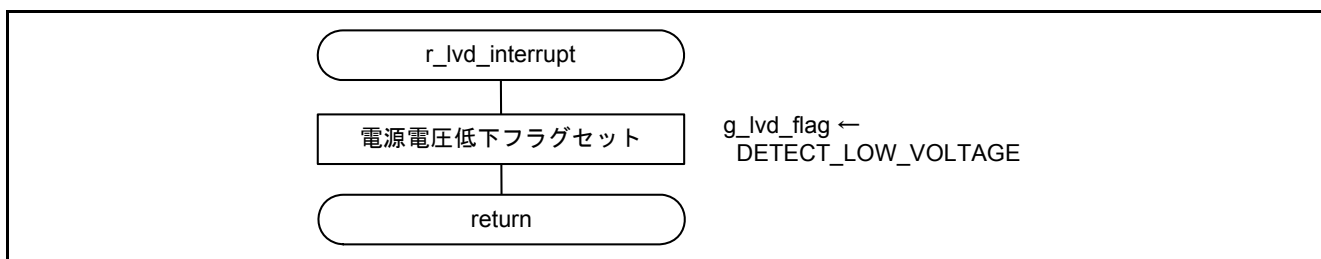 r_lvd_interrupt
電源電圧低下フラグセット
g_lvd_flag ←
DETECT_LOW_VOLTAGE
return